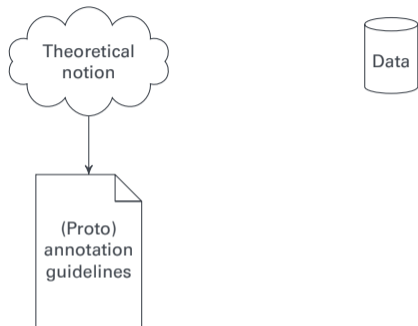 Theoretical
notion
Data
(Proto)
annotation
guidelines